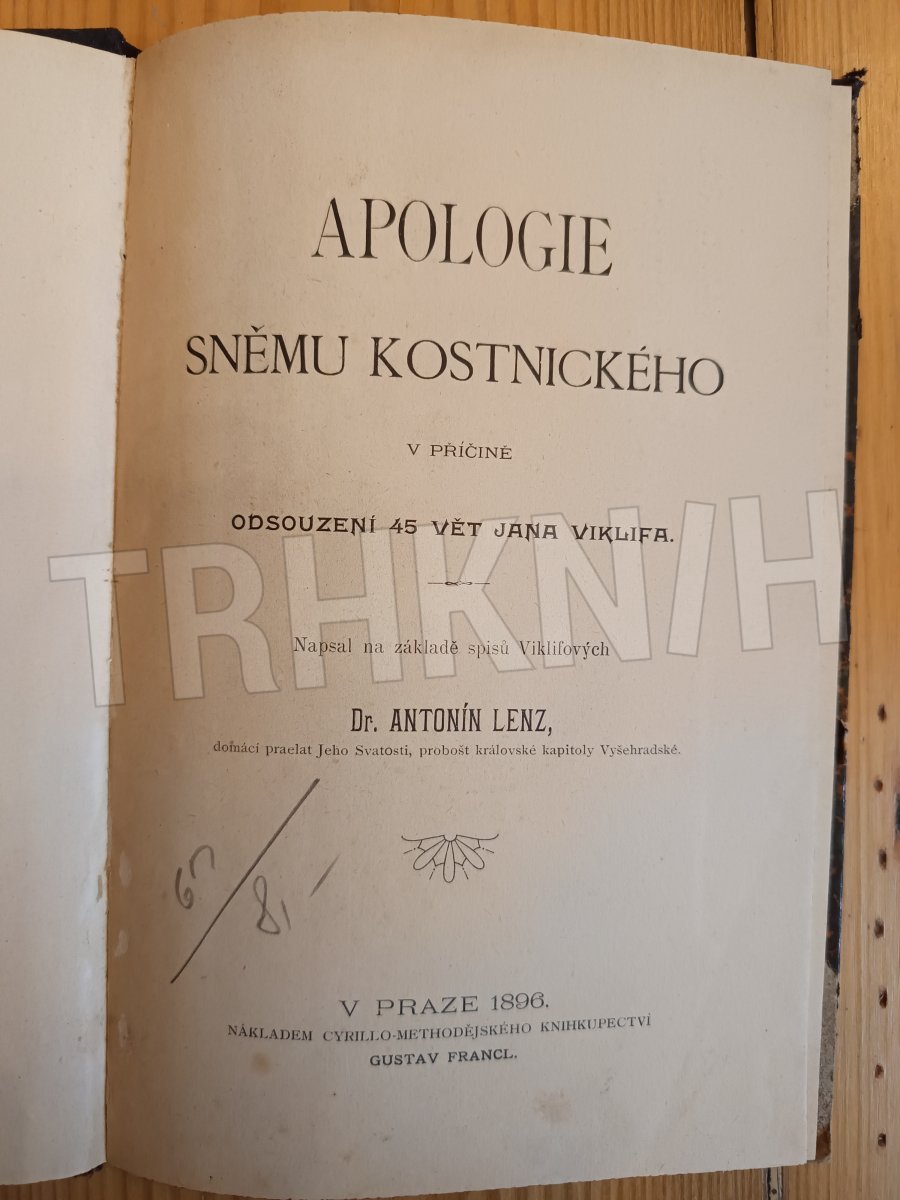 APOLOGIE
SNĚMU KOSTNICKÉHO
V PŘÍČINĚ
ODSOUZENÍ 45 VĚT JANA VIKLIFA.
Napsal na základě spisů Viklifových
Dr. ANTONÍN LENZ,
domácí praelat Jeho Svatosti, probošt královské kapitoly Vyšehradské.
8,-
V PRAZE 1896.
NÁKLADEM CYRILLO-METHODĚJSKÉHO KNIHKUPECTVÍ
GUSTAV FRANCL.
TRHKNIH